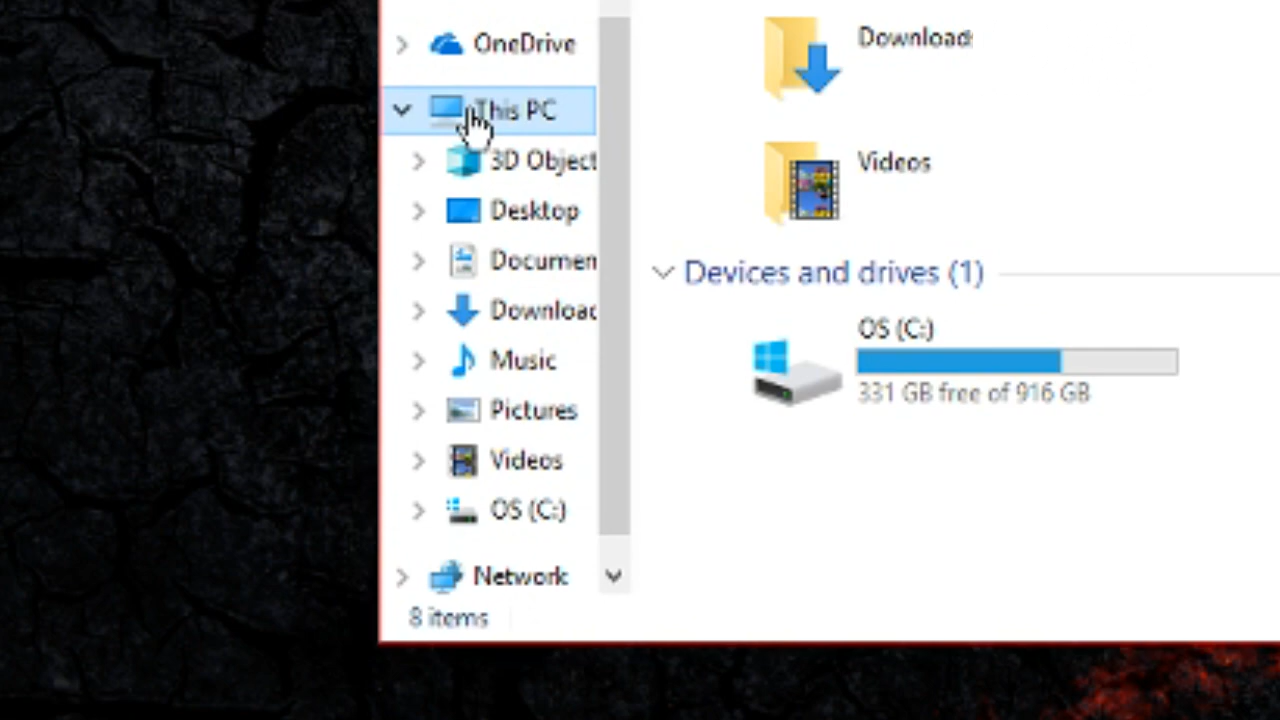 OneDrive
This PC
3D Object
Desktop
Documen
Download
Music
Pictures
Videos
OS (C:)
Network
8 items
Downloads
Videos
Devices and drives (1)
OS (C:)
331 GB free of 916 GB